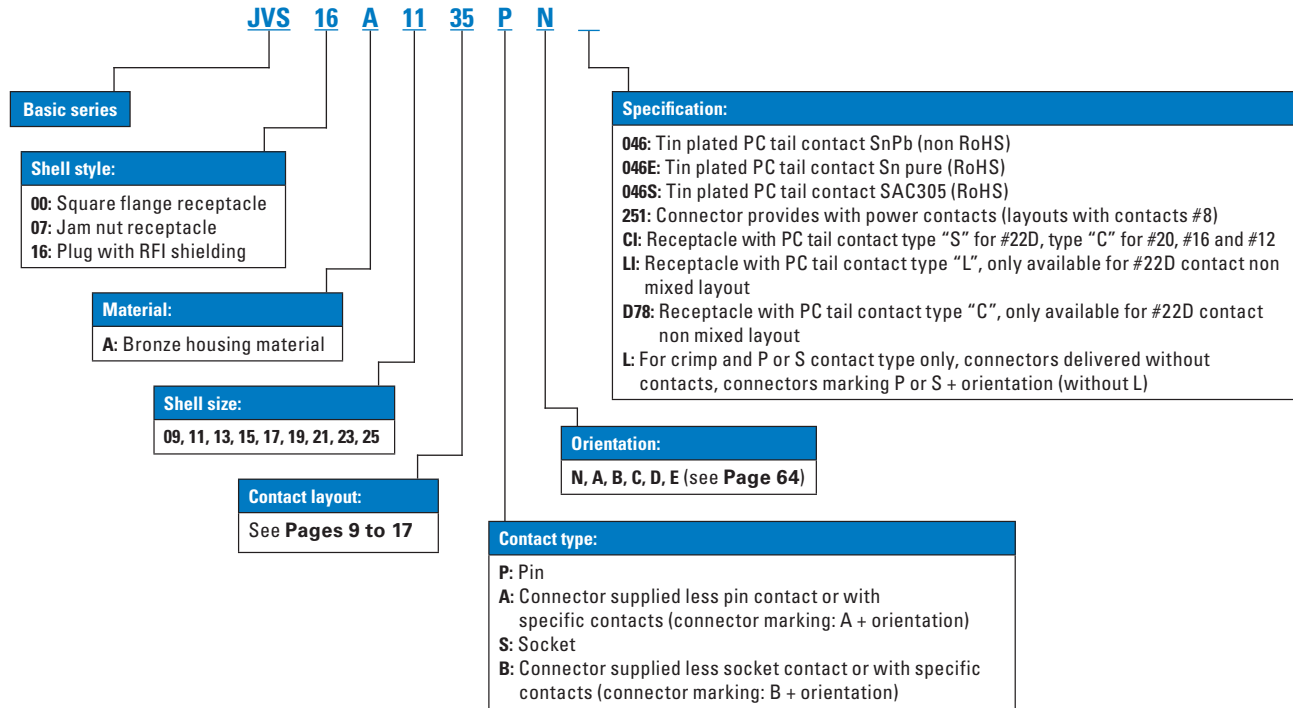 JVS 16 A 11 35 P N _
Basic series
Shell style:
00: Square flange receptacle
07: Jam nut receptacle
16: Plug with RFI shielding
Material:
A: Bronze housing material
Shell size:
09, 11, 13, 15, 17, 19, 21, 23, 25
Contact layout:
See Pages 9 to 17
Contact type:
P: Pin
A: Connector supplied less pin contact or with
specific contacts (connector marking: A + orientation)
S: Socket
B: Connector supplied less socket contact or with specific
contacts (connector marking: B + orientation)
Orientation:
N, A, B, C, D, E (see Page 64)
Specification:
046: Tin plated PC tail contact SnPb (non RoHS)
046E: Tin plated PC tail contact Sn pure (RoHS)
046S: Tin plated PC tail contact SAC305 (RoHS)
251: Connector provides with power contacts (layouts with contacts #8)
CI: Receptacle with PC tail contact type “S” for #22D, type “C” for #20, #16 and #12
LI: Receptacle with PC tail contact type “L”, only available for #22D contact non
mixed layout
D78: Receptacle with PC tail contact type “C”, only available for #22D contact
non mixed layout
L: For crimp and P or S contact type only, connectors delivered without
contacts, connectors marking P or S + orientation (without L)